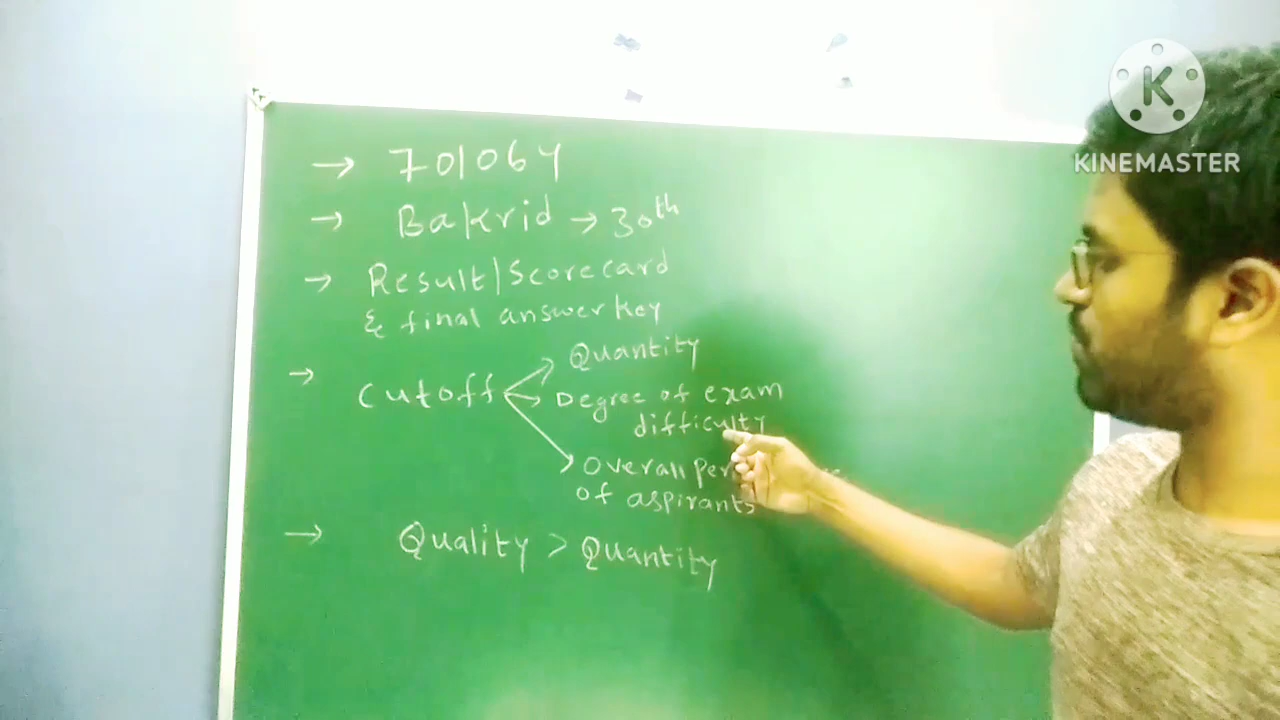 → 701064
→ Bakrid → 30th
→ Result/Scorecard
& final answer key
→ Cutoff
Quantity
Degree of exam
difficulty
Overall
of aspirants
→ Quality > Quantity
K
KINEMASTER